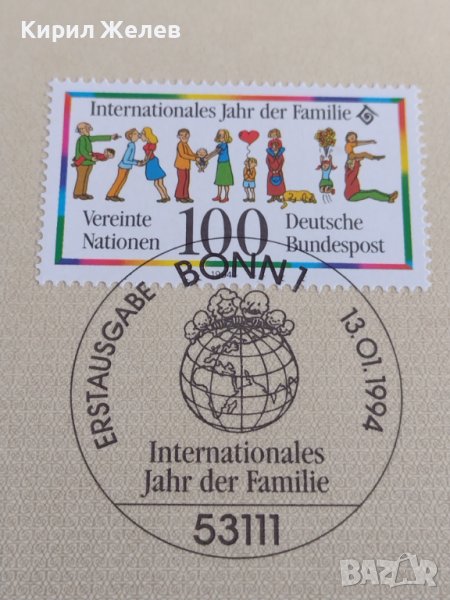 Кирил Желев
Internationales Jahr der Familie
Vereinte
Nationen
100
Deutsche
Bundespost
ERSTAUSGABE BONN 1 13.01.1994
Internationales
Jahr der Familie
53111
BAZAR